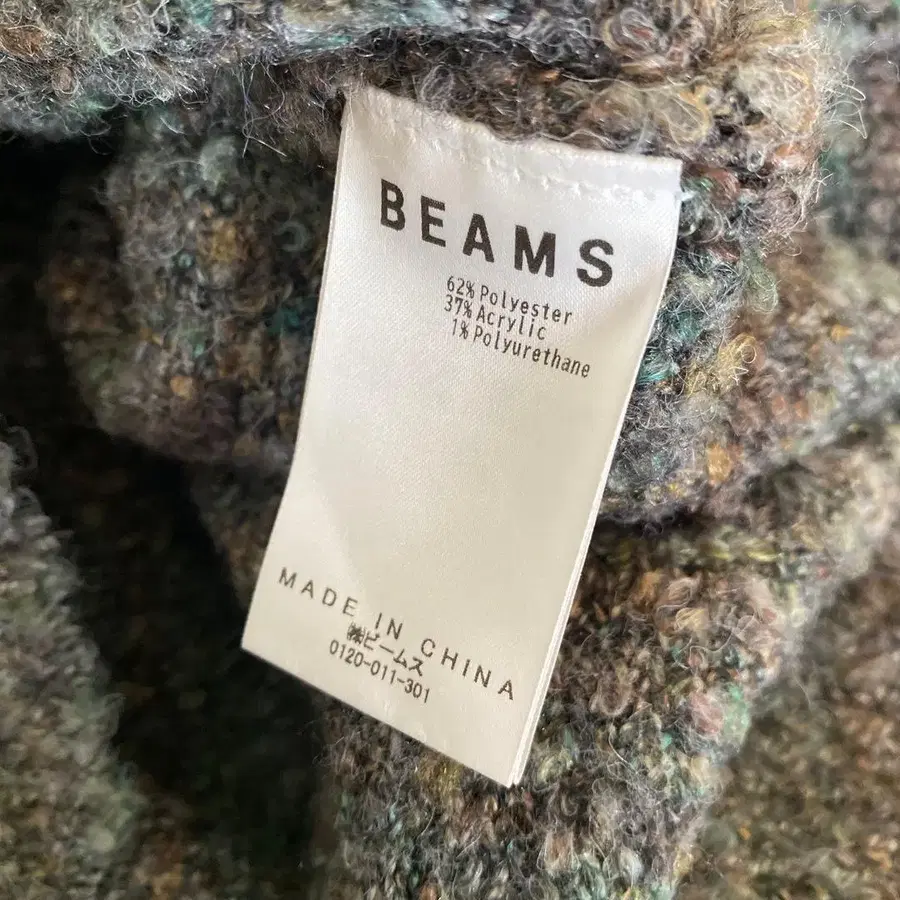 BEAMS
62% Polyester
37% Acrylic
1% Polyurethane
MADE IN CHINA
㈱ビームス
0120-011-301